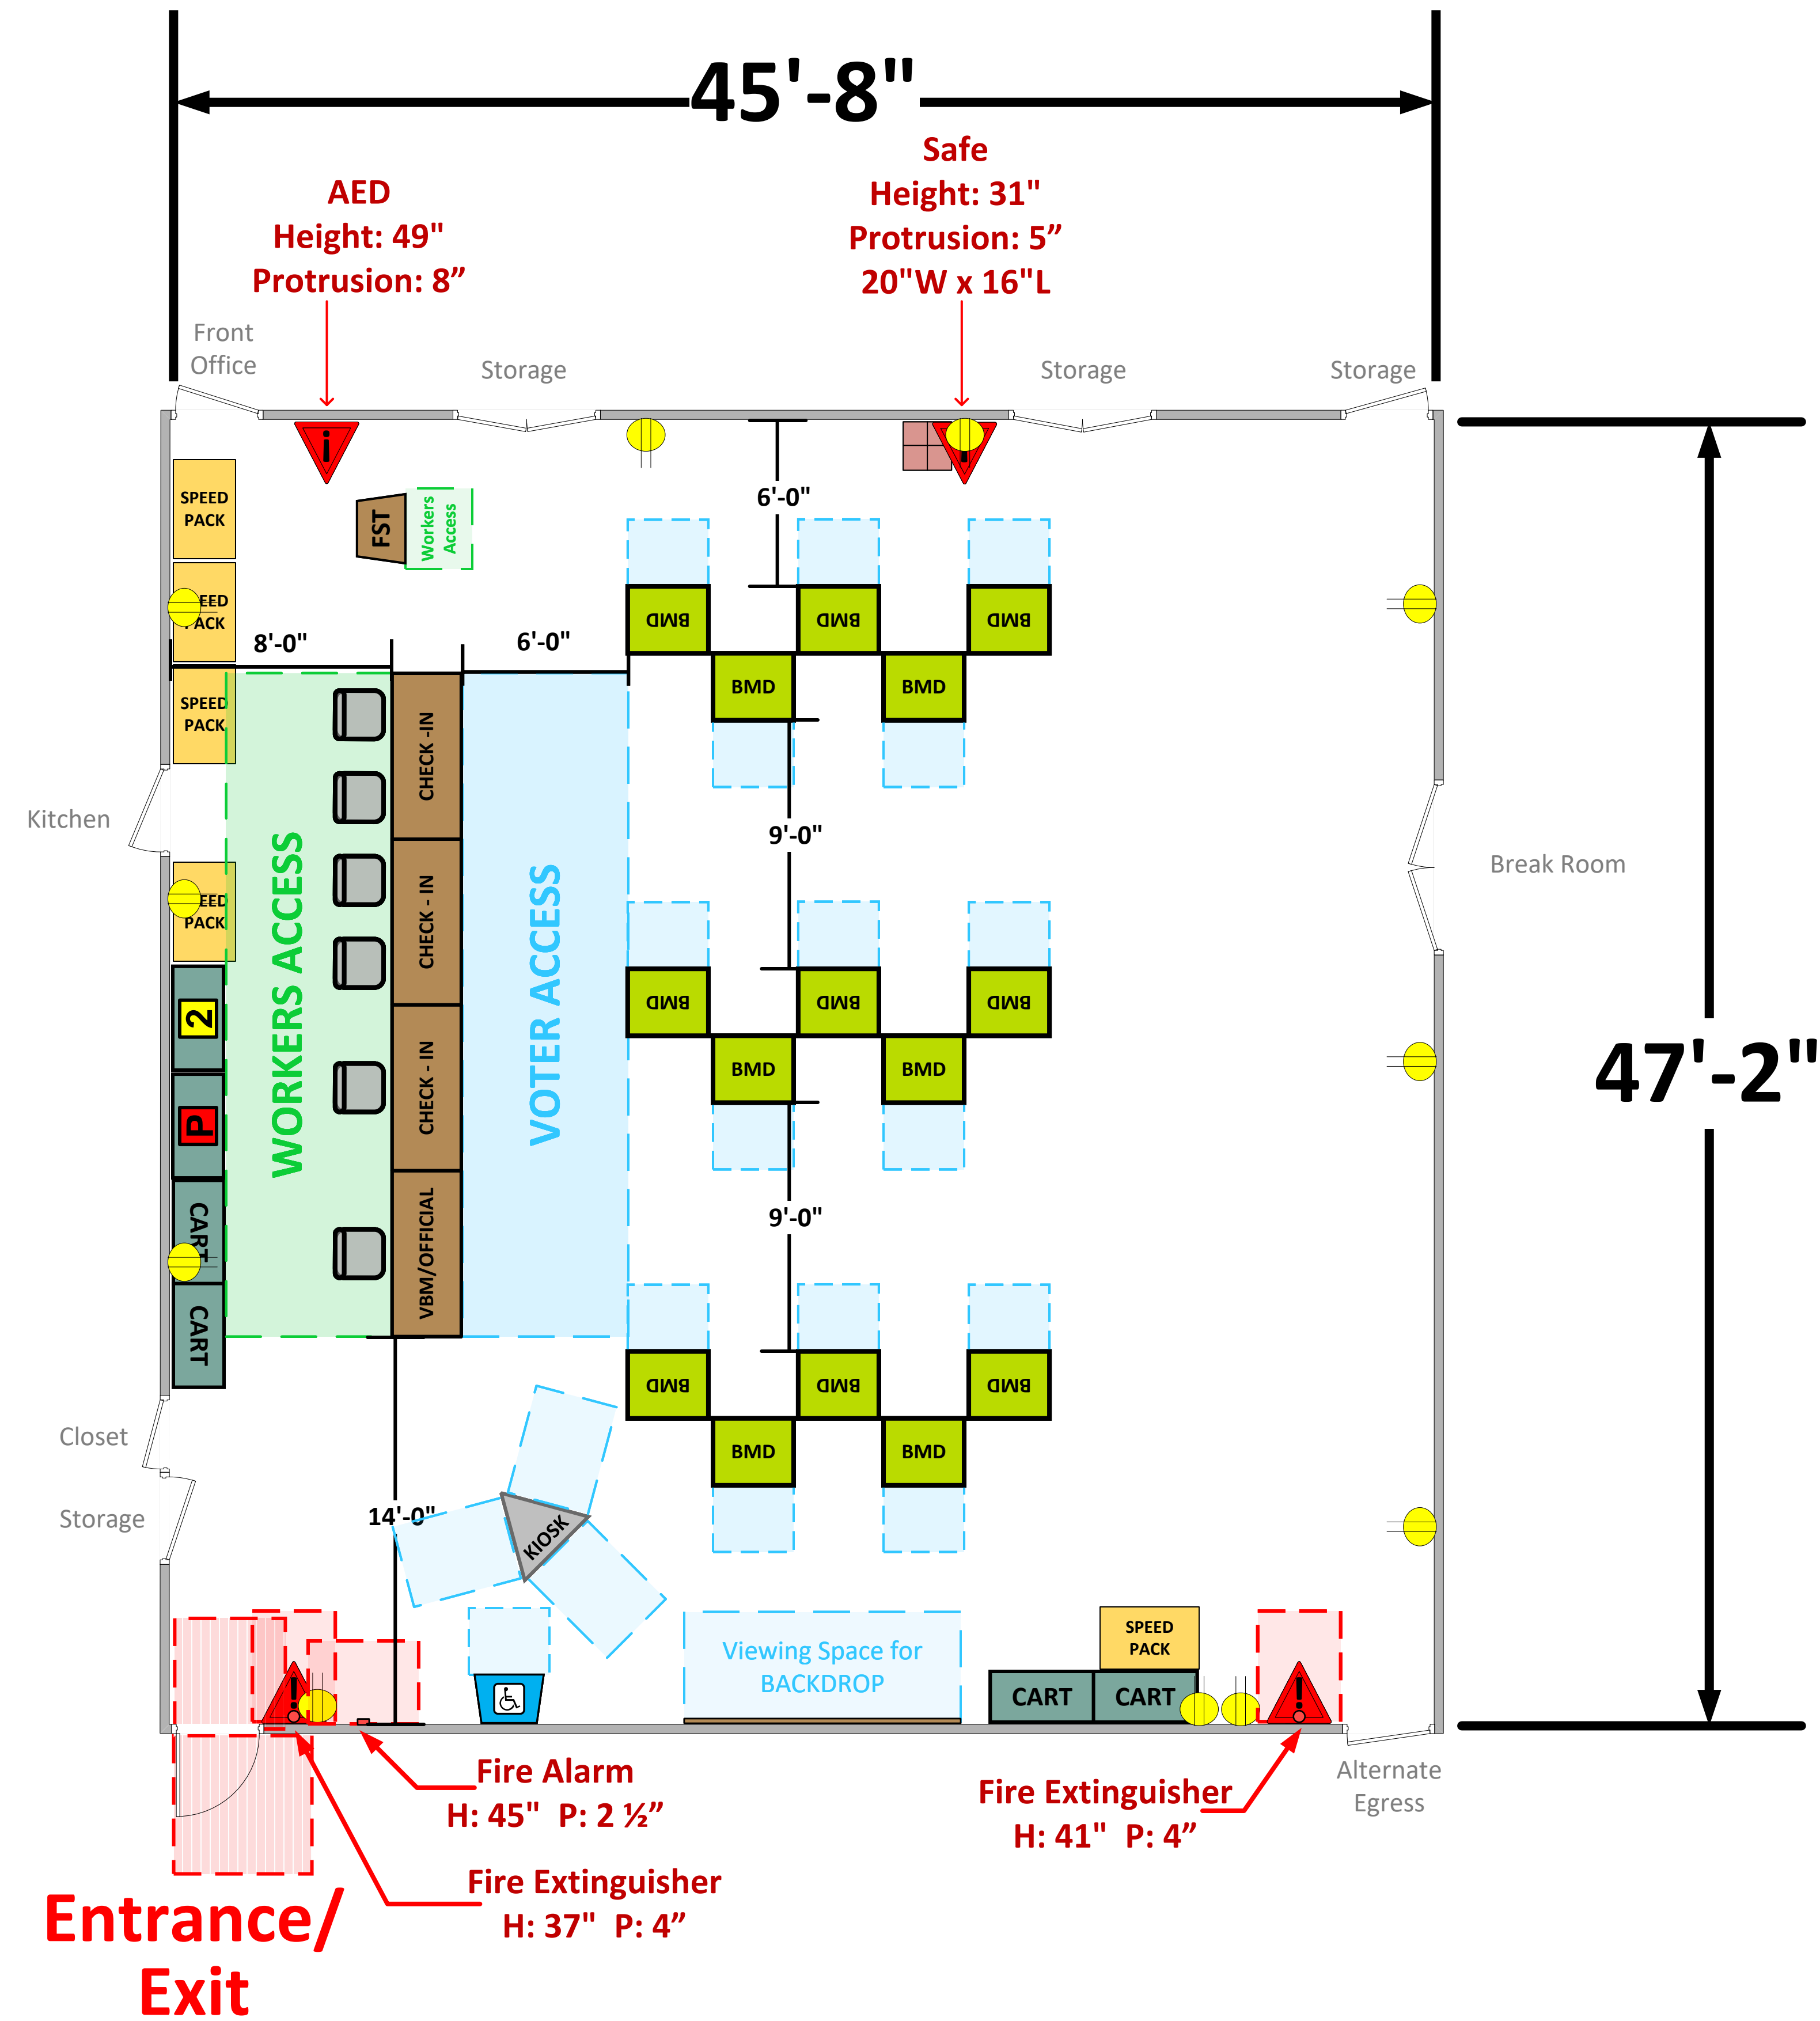 45'-8"
Safe
Height: 31"
Protrusion: 5”
20"W x 16"L
AED
Height: 49"
Protrusion: 8”
Front
Office
Storage
Storage
Storage
SPEED
PACK
FST
Workers
Access
6'-0"
EED
PACK
8'-0"
6'-0"
BMD
BMD
BMD
SPEED
PACK
BMD
BMD
CHECK -IN
Kitchen
9'-0"
Break Room
EED
PACK
CHECK - IN
WORKERS ACCESS
VOTER ACCESS
2
BMD
BMD
BMD
BMD
BMD
47'-2"
P
CHECK - IN
CART
9'-0"
VBM/OFFICIAL
CART
BMD
BMD
BMD
Closet
BMD
BMD
Storage
14'-0"
KIOSK
Viewing Space for
BACKDROP
SPEED
PACK
CART
CART
Fire Alarm
H: 45" P: 2 ½”
Fire Extinguisher
H: 41" P: 4”
Alternate
Egress
Fire Extinguisher
H: 37" P: 4”
Entrance/
Exit